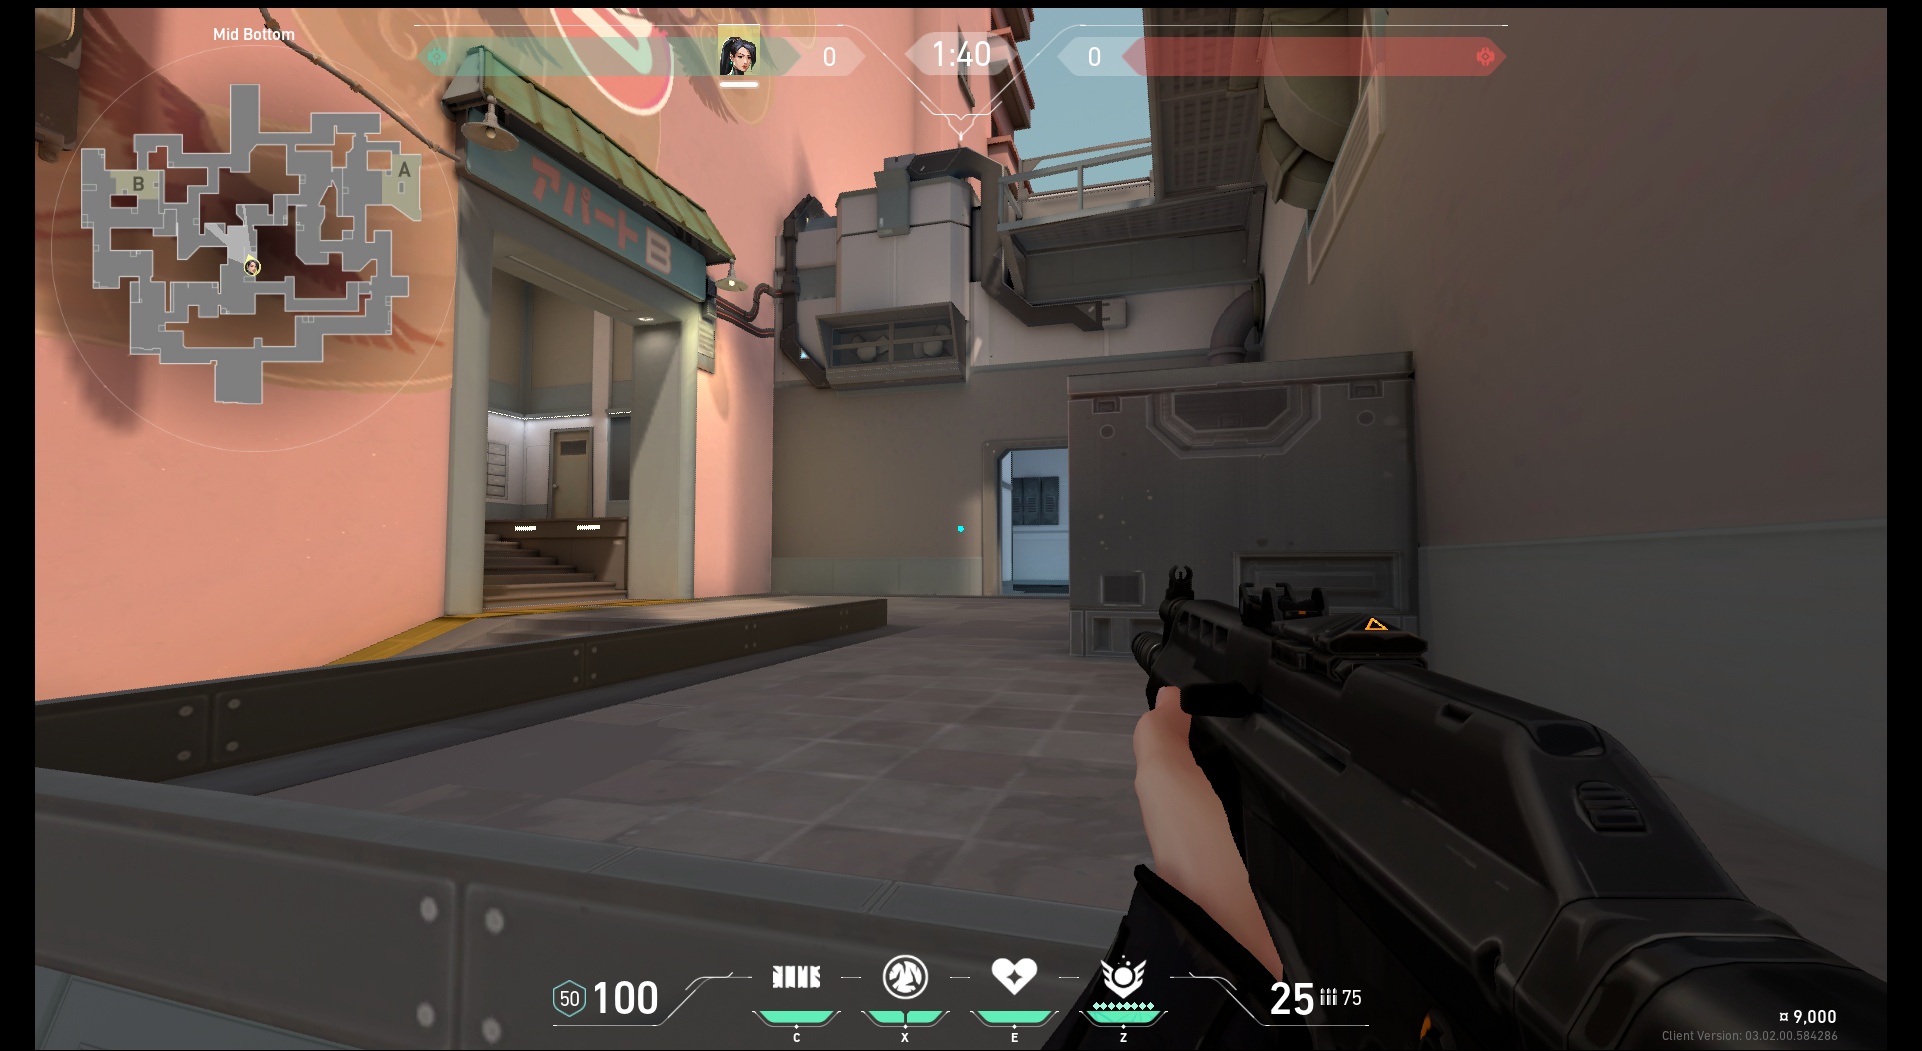 Mid Bottom
0
1:40
0
A
B
アパートB
50
100
25
75
C
X
E
Z
¤ 9,000
Client Version: 03.02.00.584286